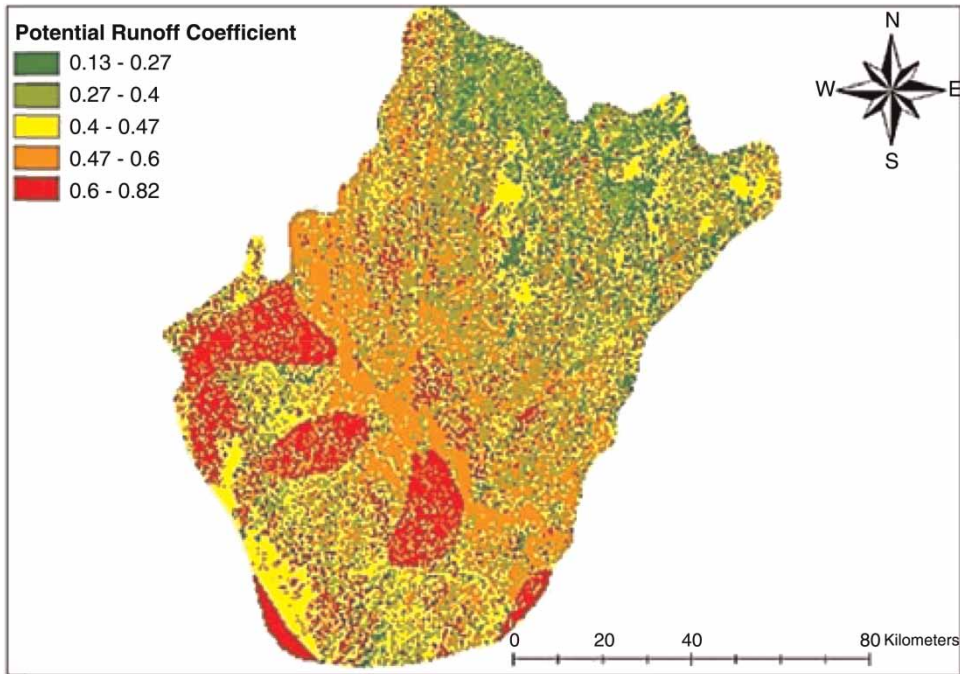 Potential Runoff Coefficient
0.13 - 0.27
0.27 - 0.4
0.4 - 0.47
0.47 - 0.6
0.6 - 0.82
N
W E
S
0 20 40 80 Kilometers